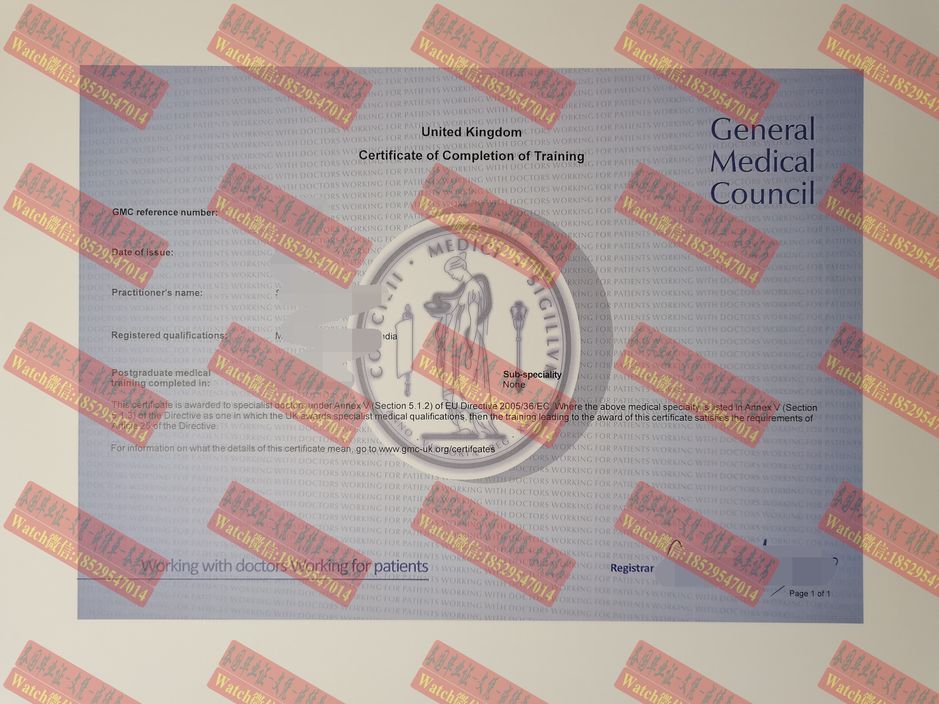 United Kingdom
Certificate of Completion of Training
General
Medical
Council
GMC reference number:
Date of issue:
Practitioner's name:
Registered qualifications:
ndia
Postgraduate medical
training completed in:
Sub-speciality
None
This certificate is awarded to specialist doctors under Annex V (Section 5.1.2) of EU Directive 2005/36/EC. Where the above medical specialty is listed in Annex V (Section
5.1.3) of the Directive as one in which the UK awards specialist medical qualifications, then the training leading to the award of this certificate satisfies the requirements of
Article 25 of the Directive.
For information on what the details of this certificate mean, go to www.gmc-uk.org/certifcates
Working with doctors Working for patients
Registrar
Page 1 of 1
Watch微信:18529547014